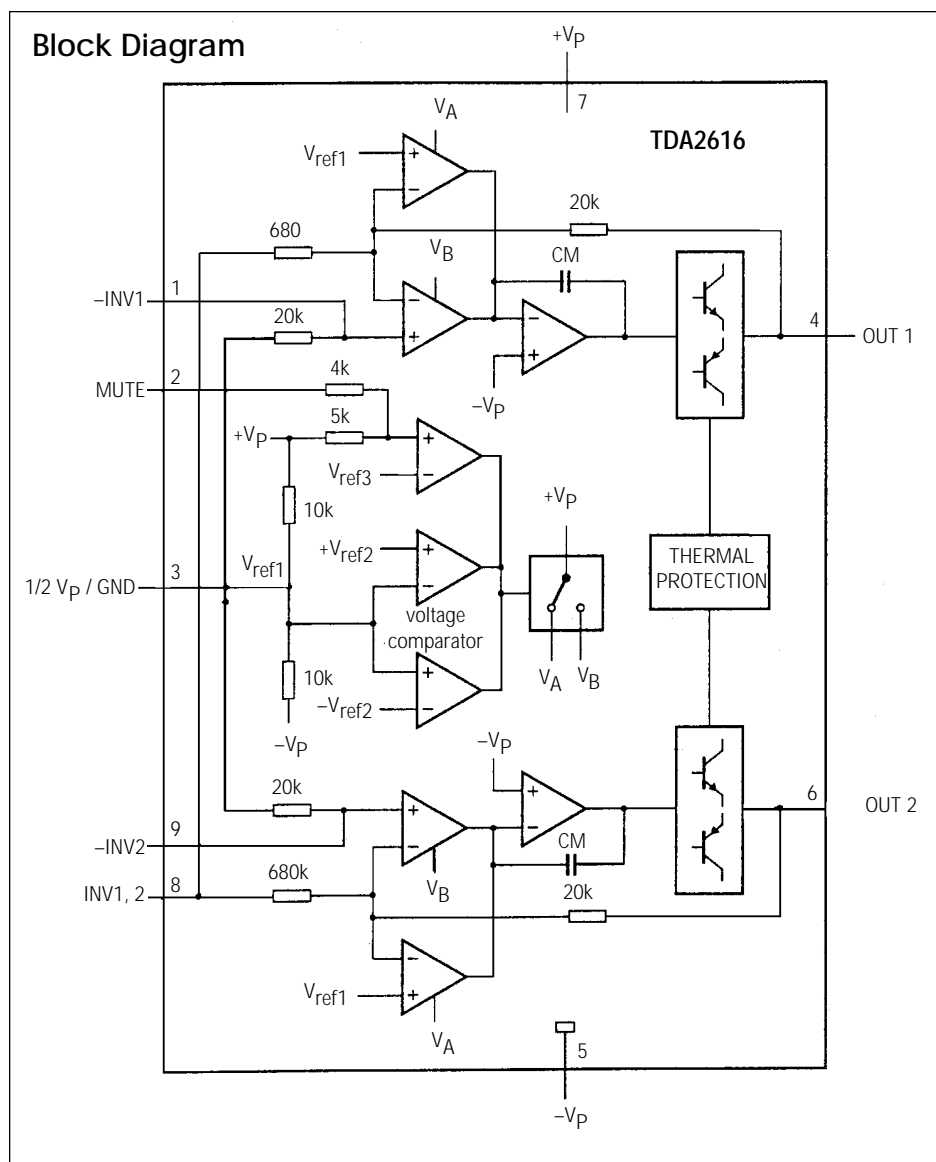 Block Diagram
+VP
7
VA
TDA2616
Vref1
20k
680
VB
CM
–INV1
1
20k
4
OUT 1
MUTE
2
4k
–VP
+VP
5k
Vref3
10k
+VP
Vref1
+Vref2
THERMAL
PROTECTION
1/2 VP / GND
3
voltage
comparator
VA
VB
10k
–Vref2
–VP
–VP
20k
6
OUT 2
–INV2
9
CM
680k
VB
20k
INV1, 2
8
Vref1
VA
5
–VP